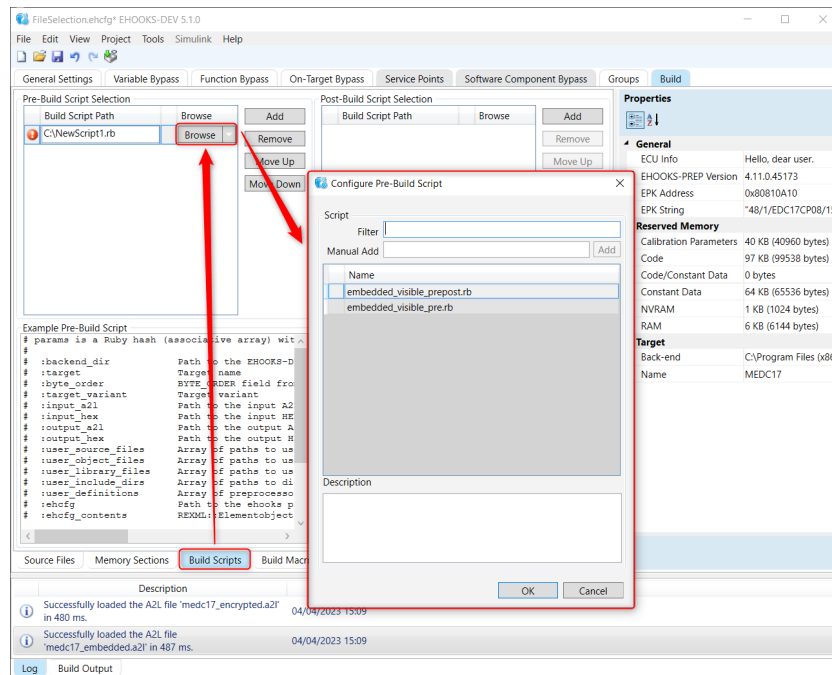 FileSelection.ehcfg* EHOOKS-DEV 5.1.0
File Edit View Project Tools Simulink Help
General Settings Variable Bypass Function Bypass On-Target Bypass Service Points Software Component Bypass Groups Build
Pre-Build Script Selection
Build Script Path Browse
C:\NewScript1.rb Browse
Add
Remove
Move Up
Move Down
Post-Build Script Selection
Build Script Path Browse
Add
Remove
Move Up
Properties
General
ECU Info Hello, dear user.
EHOOKS-PREP Version 4.11.0.45173
EPK Address 0x80810A10
EPK String "48/1/EDC17CP08/15
Reserved Memory
Calibration Parameters 40 KB (40960 bytes)
Code 97 KB (99538 bytes)
Code/Constant Data 0 bytes
Constant Data 64 KB (65536 bytes)
NVRAM 1 KB (1024 bytes)
RAM 6 KB (6144 bytes)
Target
Back-end C:\Program Files (x86
Name MEDC17
Configure Pre-Build Script
Script
Filter
Manual Add Add
Name
embedded_visible_prepost.rb
embedded_visible_pre.rb
Description
OK Cancel
Example Pre-Build Script
# params is a Ruby hash (associative array) wit
#
# :backend_dir Path to the EHOOKS-D
# :target Target name
# :byte_order BYTE_ORDER field fro
# :target_variant Target variant
# :input_a2l Path to the input A2
# :input_hex Path to the input HE
# :output_a2l Path to the output A
# :output_hex Path to the output H
# :user_source_files Array of paths to us
# :user_object_files Array of paths to us
# :user_library_files Array of paths to us
# :user_include_dirs Array of paths to di
# :user_definitions Array of preprocesso
# :ehcfg Path to the ehooks p
# :ehcfg_contents REXML::Elementobject
Source Files Memory Sections Build Scripts Build Macr
Description
Successfully loaded the A2L file 'medc17_encrypted.a2l'
in 480 ms.
04/04/2023 15:09
Successfully loaded the A2L file
'medc17_embedded.a2l' in 487 ms.
04/04/2023 15:09
Log Build Output